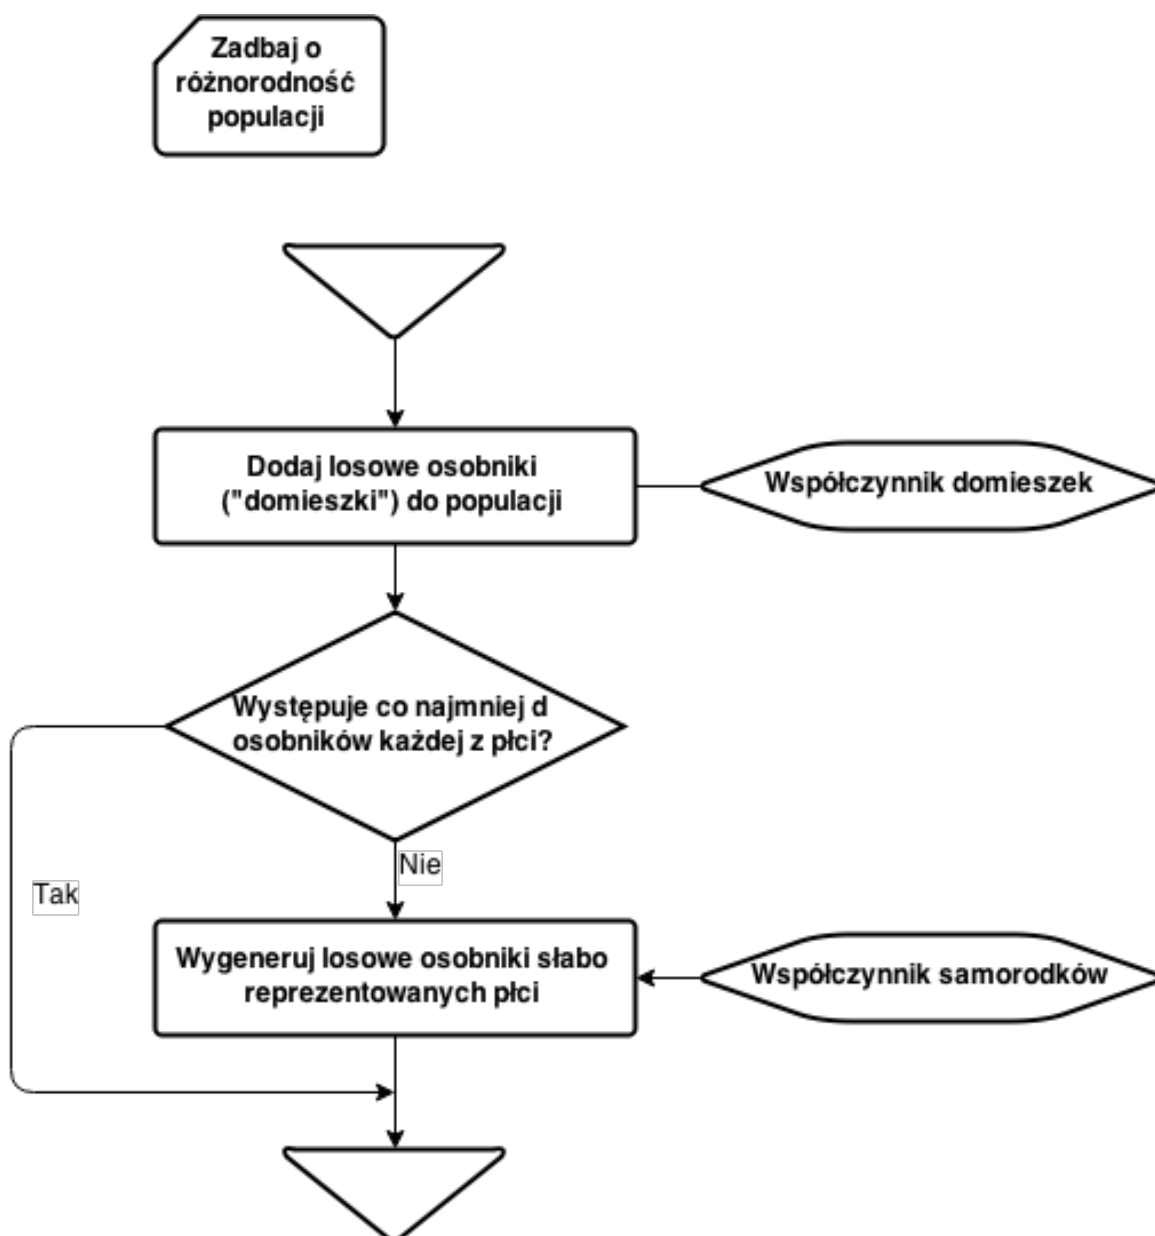 Zadbaj o
różnorodność
populacji
Dodaj losowe osobniki
("domieszki") do populacji
Współczynnik domieszek
Występuje co najmniej d
osobników każdej z płci?
Nie
Tak
Wygeneruj losowe osobniki słabo
reprezentowanych płci
Współczynnik samorodków